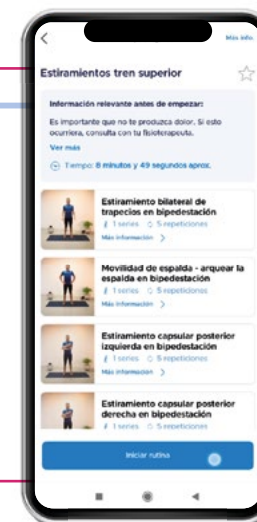 Más info.
Estiramientos tren superior
Información relevante antes de empezar:
Es importante que no te produzca dolor. Si esto
ocurriera, consulta con tu fisioterapeuta.
Ver más
Tiempo: 8 minutos y 49 segundos aprox.
Estiramiento bilateral de
trapecios en bipedestación
1 series 5 repeticiones
Más información
Movilidad de espalda - arquear la
espalda en bipedestación
1 series 5 repeticiones
Más información
Estiramiento capsular posterior
izquierda en bipedestación
1 series 5 repeticiones
Más información
Estiramiento capsular posterior
derecha en bipedestación
1 series 5 repeticiones
Iniciar rutina